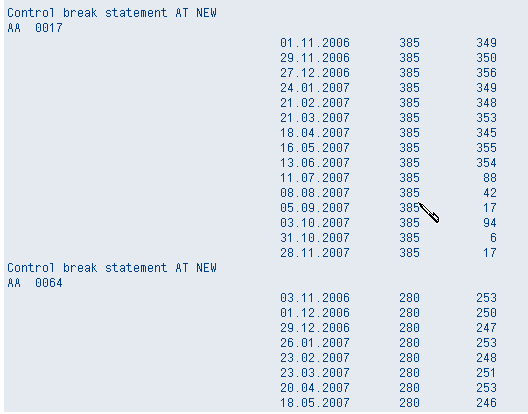 Control break statement AT NEW
AA 0017
01.11.2006 385 349
29.11.2006 385 350
27.12.2006 385 356
24.01.2007 385 349
21.02.2007 385 348
21.03.2007 385 353
18.04.2007 385 345
16.05.2007 385 355
13.06.2007 385 354
11.07.2007 385 88
08.08.2007 385 42
05.09.2007 385 17
03.10.2007 385 94
31.10.2007 385 6
28.11.2007 385 17
Control break statement AT NEW
AA 0064
03.11.2006 280 253
01.12.2006 280 250
29.12.2006 280 247
26.01.2007 280 253
23.02.2007 280 248
23.03.2007 280 251
20.04.2007 280 253
18.05.2007 280 246